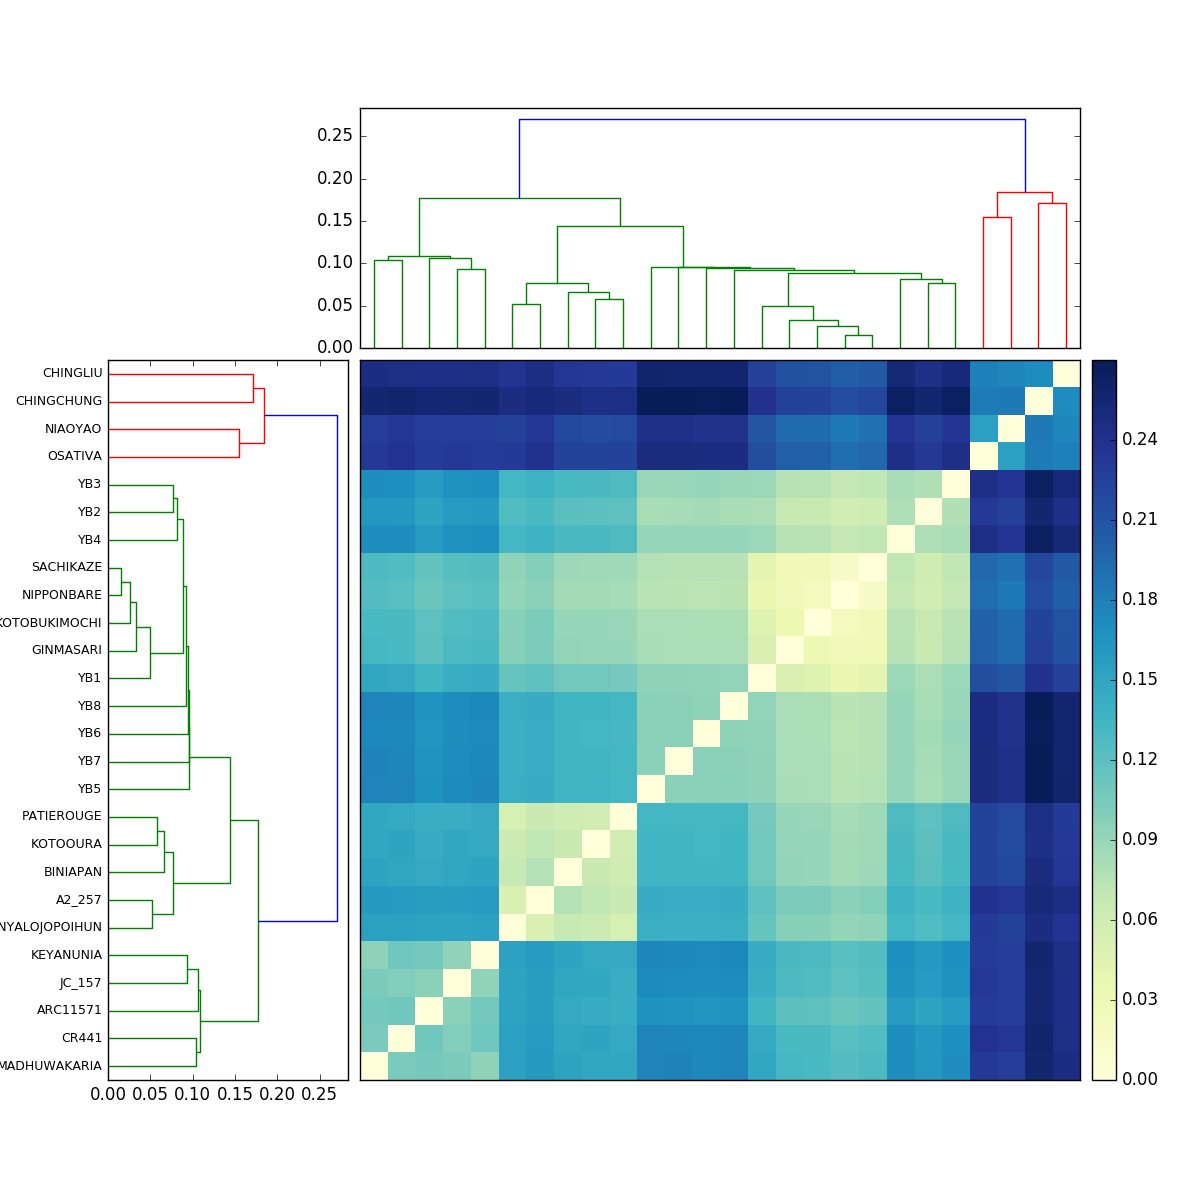 0.25
0.20
0.15
0.10
0.05
0.00
CHINGLIU
CHINGCHUNG
NIAOYAO
OSATIVA
YB3
YB2
YB4
SACHIKAZE
NIPPONBARE
KOTOBUKIMOCHI
GINMASARI
YB1
YB8
YB6
YB7
YB5
PATIEROUGE
KOTOOURA
BINIAPAN
A2_257
NYALOJOPOIHUN
KEYANUNIA
JC_157
ARC11571
CR441
MADHUWAKARIA
0.00 0.05 0.10 0.15 0.20 0.25
0.24
0.21
0.18
0.15
0.12
0.09
0.06
0.03
0.00